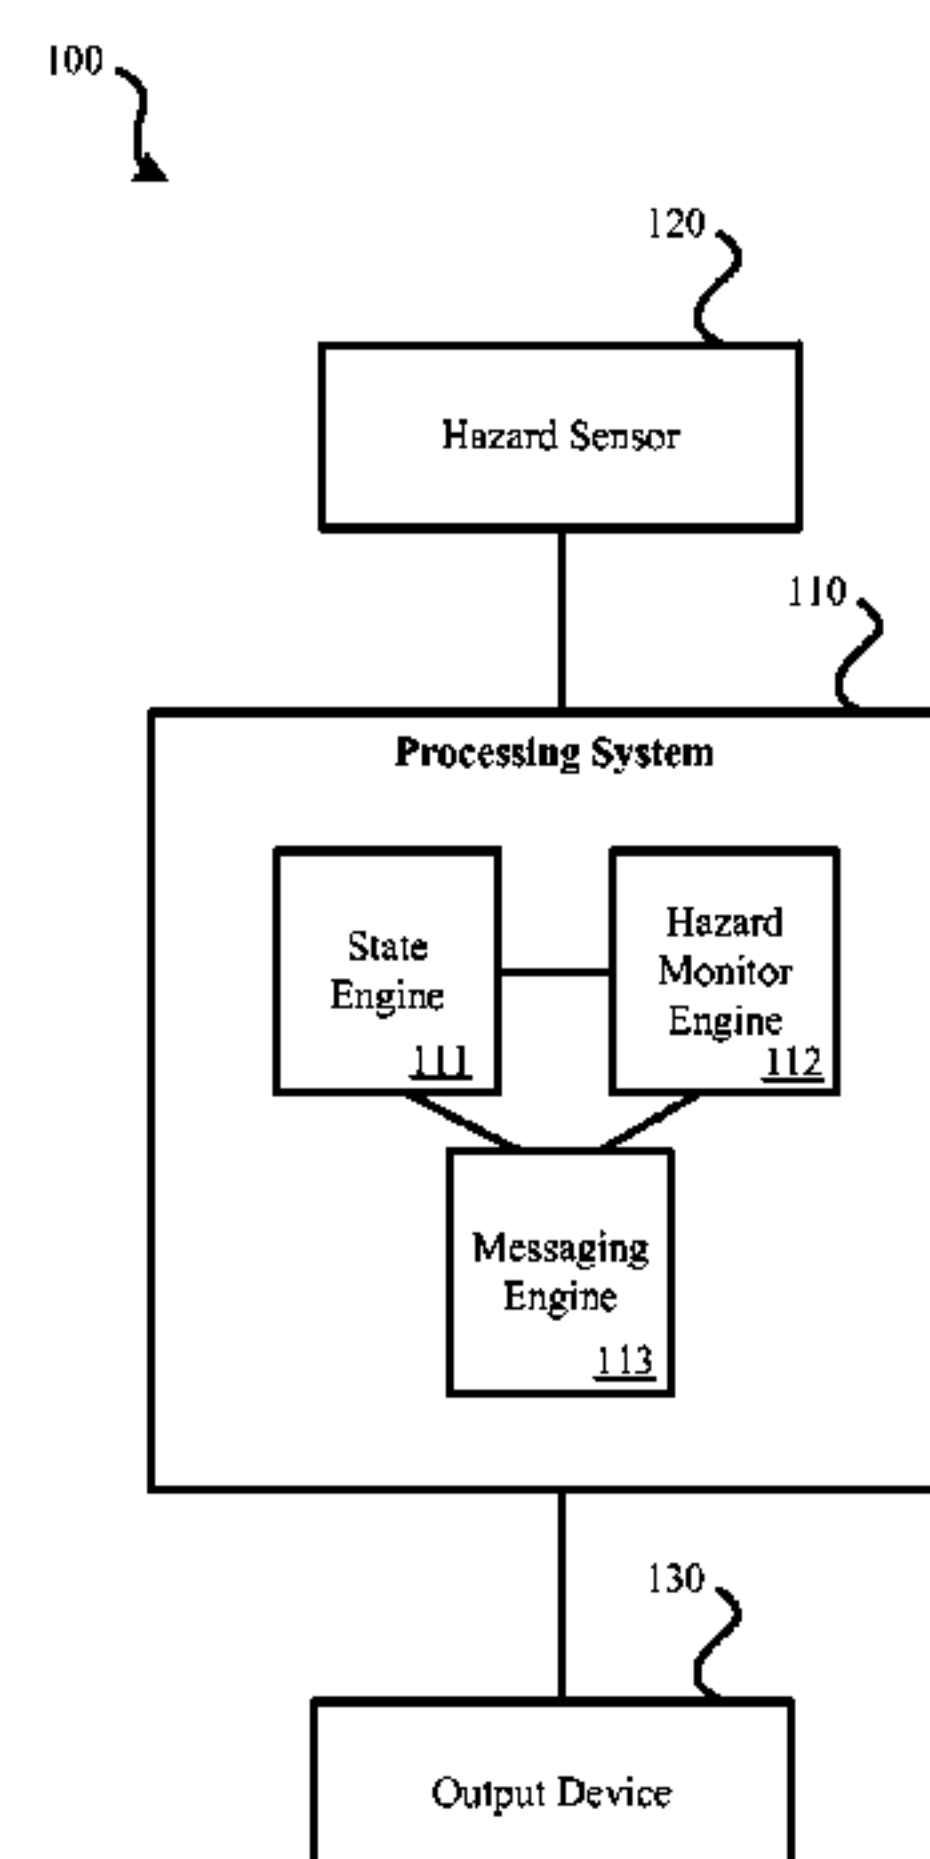 100
120
Hazard Sensor
110
Processing System
State
Engine
111
Hazard
Monitor
Engine
112
Messaging
Engine
113
130
Output Device